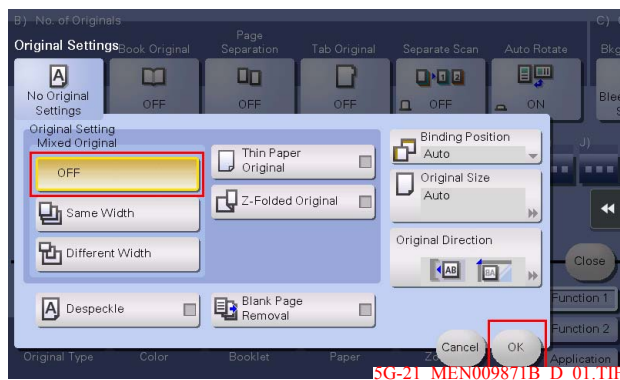 B) No. of Originals
C)
Original Settings
Book Original
Page
Separation
Tab Original
Separate Scan
Auto Rotate
Bkg
No Original
Settings
OFF
OFF
OFF
OFF
ON
Blee
Original Setting
Mixed Original
OFF
Same Width
Different Width
Thin Paper
Original
Z-Folded Original
Binding Position
Auto
Original Size
Auto
Original Direction
AB
BA
J)
Close
Despeckle
Blank Page
Removal
Function 1
Function 2
Cancel
OK
Original Type
Color
Booklet
Paper
Application
5G-21_MEN009871B_D_01.TIF